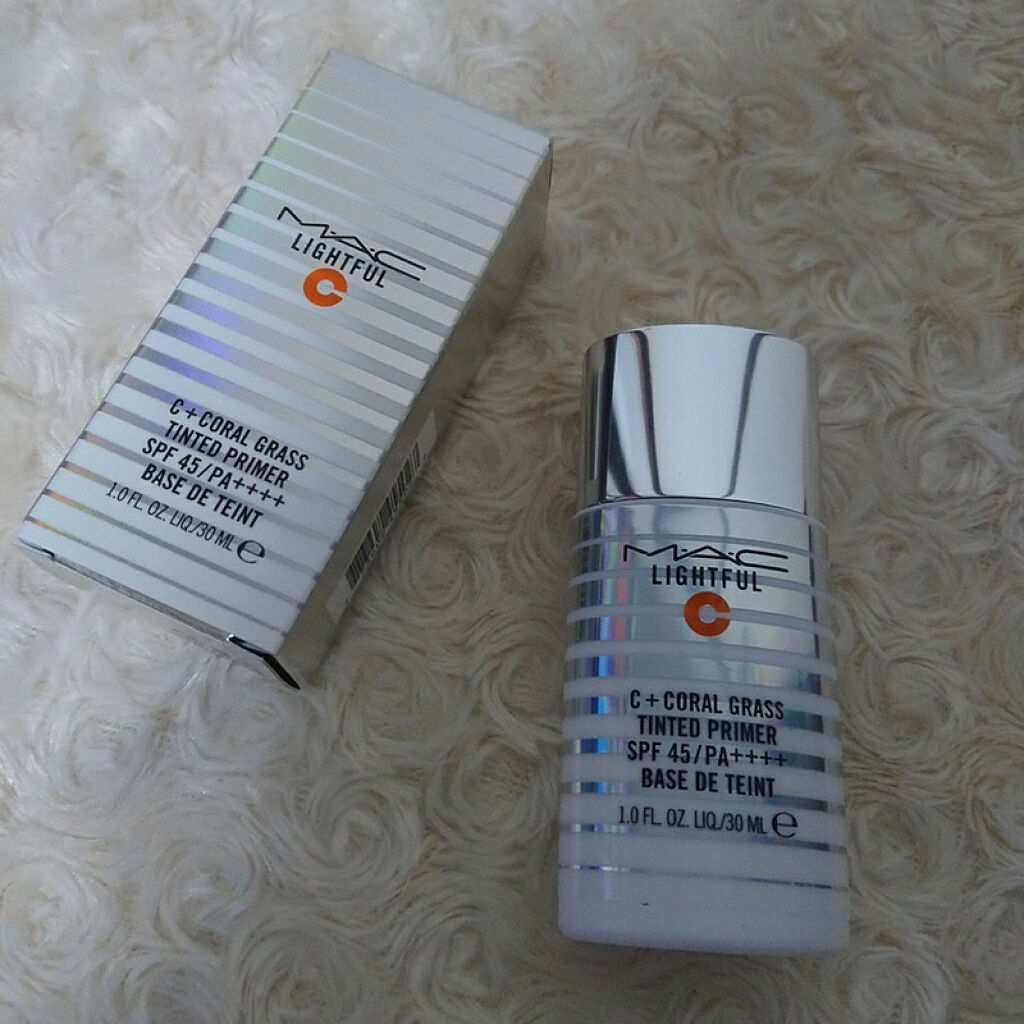 M·A·C
LIGHTFUL
C
C + CORAL GRASS
TINTED PRIMER
SPF 45/PA++++
BASE DE TEINT
1.0 FL. OZ. LIQ./30 ML ℮
M·A·C
LIGHTFUL
C
C + CORAL GRASS
TINTED PRIMER
SPF 45/PA++++
BASE DE TEINT
1.0 FL. OZ. LIQ./30 ML ℮